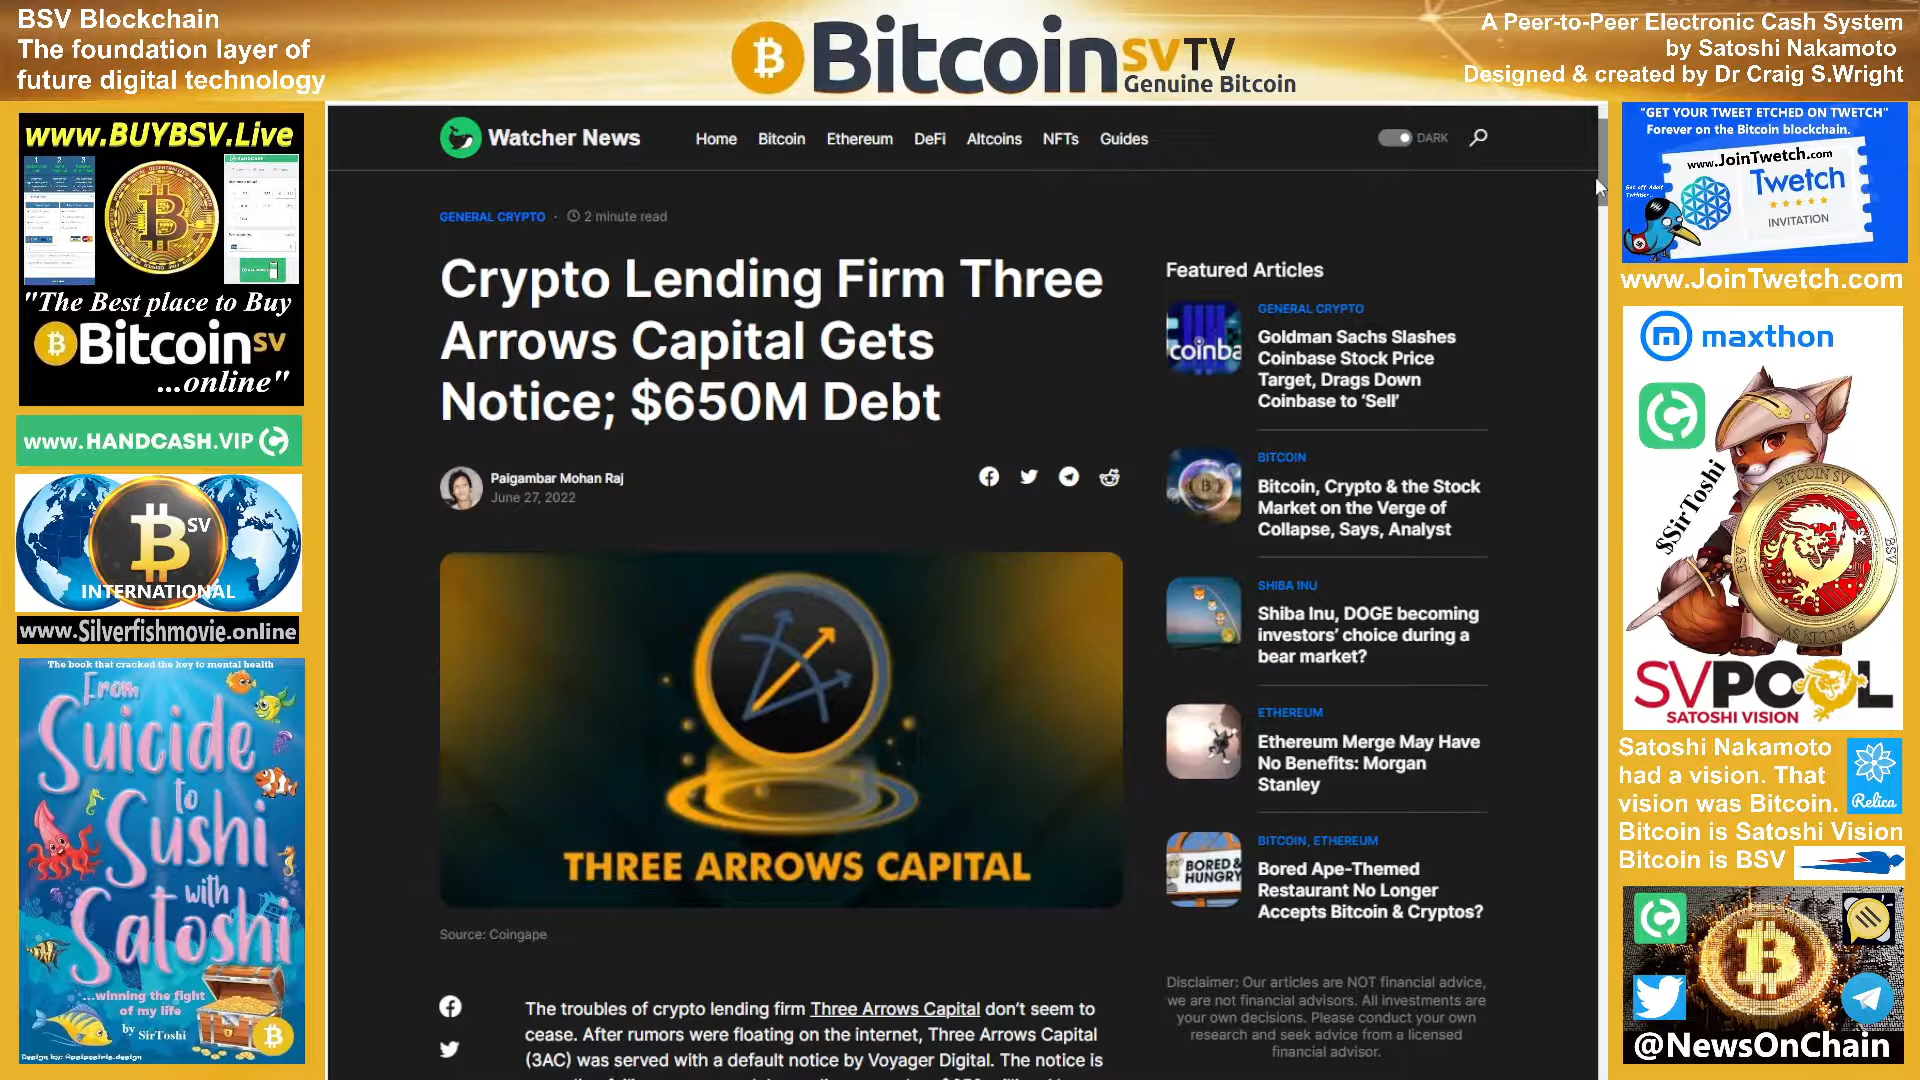 BSV Blockchain
The foundation layer of
future digital technology
Bitcoin SV TV
Genuine Bitcoin
A Peer-to-Peer Electronic Cash System
by Satoshi Nakamoto
Designed & created by Dr Craig S.Wright
www.BUYBSV.Live
"The Best place to Buy
Bitcoin SV
...online"
www.HANDCASH.VIP
SV
INTERNATIONAL
www.Silverfishmovie.online
The book that cracked the key to mental health
From
Suicide
to
Sushi
with
Satoshi
...winning the fight
of my life
by SirToshi
Watcher News
Home
Bitcoin
Ethereum
DeFi
Altcoins
NFTs
Guides
DARK
GENERAL CRYPTO · 2 minute read
Crypto Lending Firm Three
Arrows Capital Gets
Notice; $650M Debt
Paigambar Mohan Raj
June 27, 2022
THREE ARROWS CAPITAL
Source: Coingape
The troubles of crypto lending firm Three Arrows Capital don't seem to
cease. After rumors were floating on the internet, Three Arrows Capital
(3AC) was served with a default notice by Voyager Digital. The notice is
Featured Articles
coinba
GENERAL CRYPTO
Goldman Sachs Slashes
Coinbase Stock Price
Target, Drags Down
Coinbase to 'Sell'
BITCOIN
Bitcoin, Crypto & the Stock
Market on the Verge of
Collapse, Says, Analyst
SHIBA INU
Shiba Inu, DOGE becoming
investors' choice during a
bear market?
ETHEREUM
Ethereum Merge May Have
No Benefits: Morgan
Stanley
BORED &
HUNGRY
BITCOIN, ETHEREUM
Bored Ape-Themed
Restaurant No Longer
Accepts Bitcoin & Cryptos?
Disclaimer: Our articles are NOT financial advice,
we are not financial advisors. All investments are
your own decisions. Please conduct your own
research and seek advice from a licensed
financial advisor.
"GET YOUR TWEET ETCHED ON TWETCH"
Forever on the Bitcoin blockchain.
www.JoinTwetch.com
Twetch
INVITATION
www.JoinTwetch.com
maxthon
$SirToshi
BITCOIN SV
BSV
BSV
SVPOOL
SATOSHI VISION
Satoshi Nakamoto
had a vision. That
vision was Bitcoin.
Relica
Bitcoin is Satoshi Vision
Bitcoin is BSV
@NewsOnChain